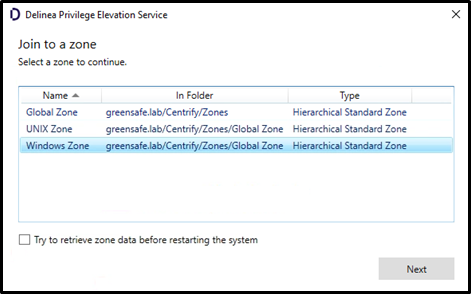 Delinea Privilege Elevation Service
Join to a zone
Select a zone to continue.
Name In Folder Type
Global Zone greensafe.lab/Centrify/Zones Hierarchical Standard Zone
UNIX Zone greensafe.lab/Centrify/Zones/Global Zone Hierarchical Standard Zone
Windows Zone greensafe.lab/Centrify/Zones/Global Zone Hierarchical Standard Zone
Try to retrieve zone data before restarting the system
Next